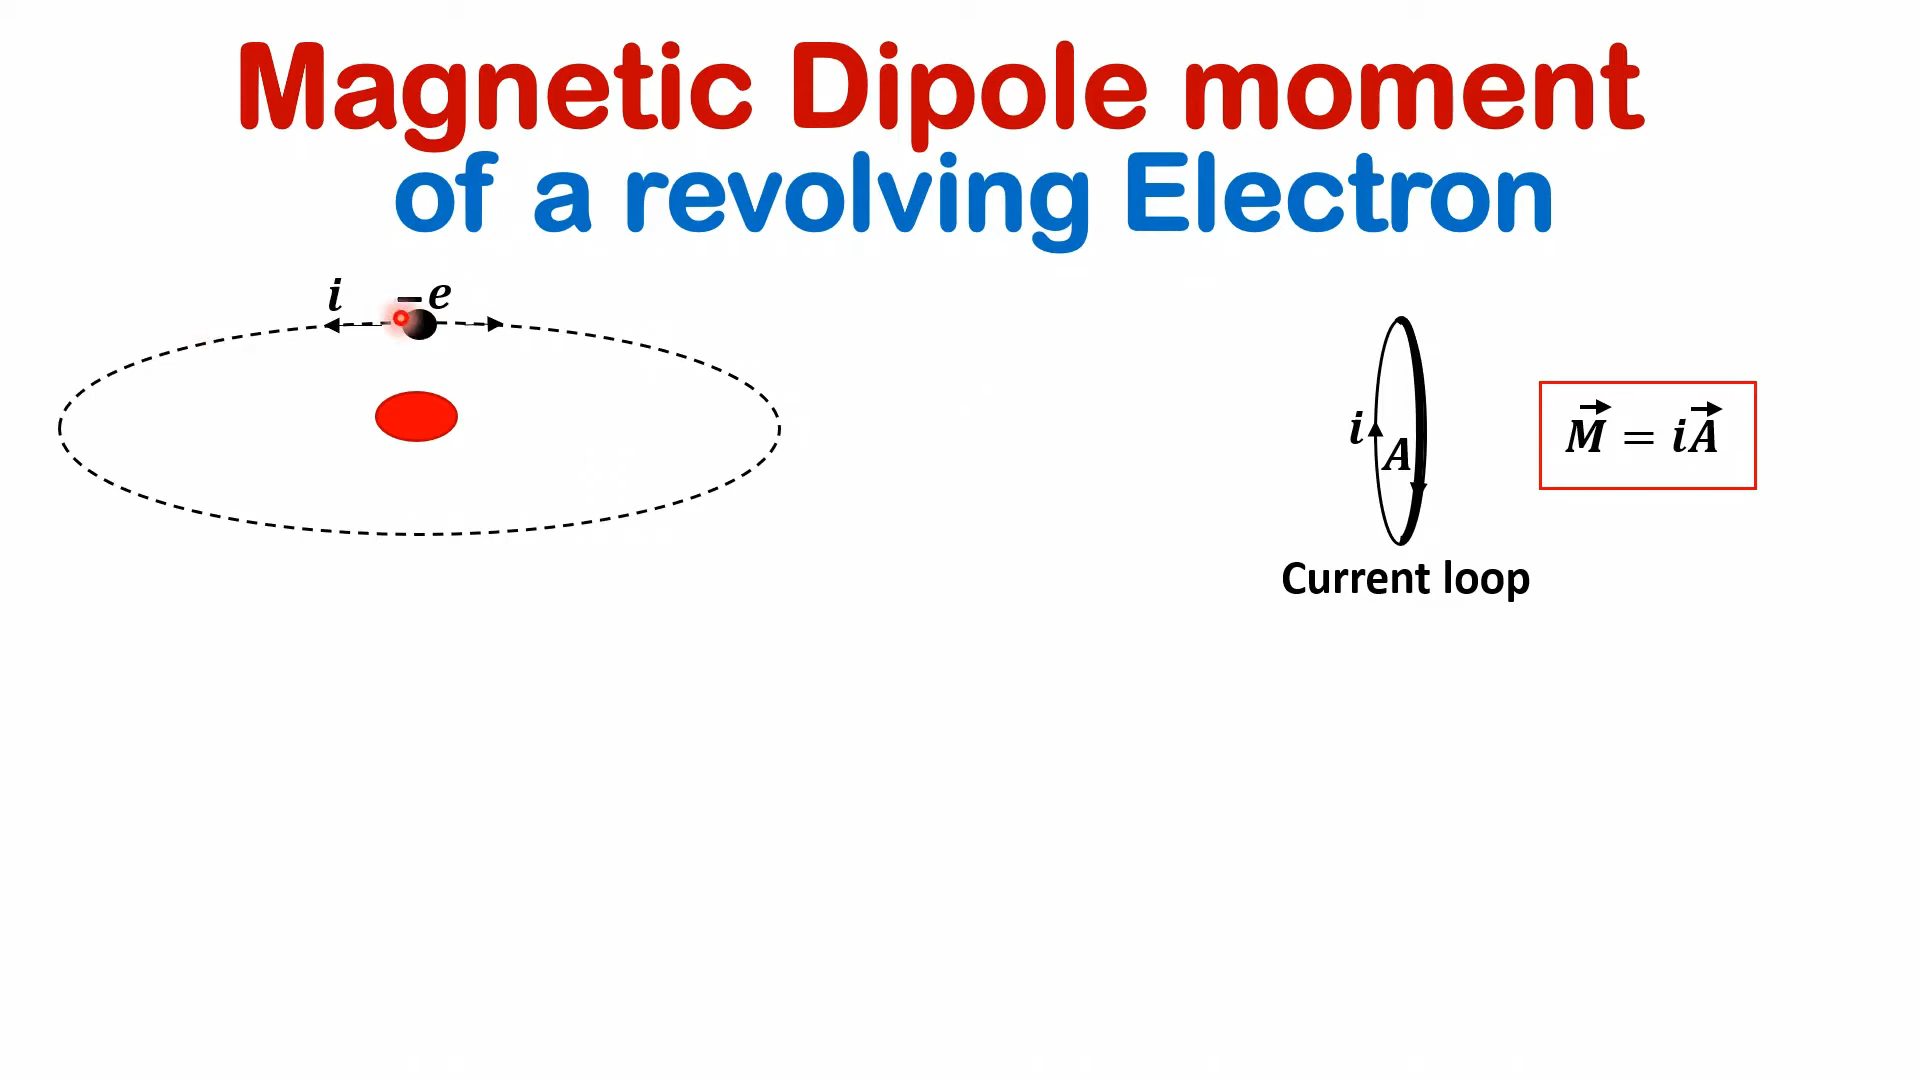 Magnetic Dipole moment
of a revolving Electron
i −e
i
A
M⃗ = iA⃗
Current loop